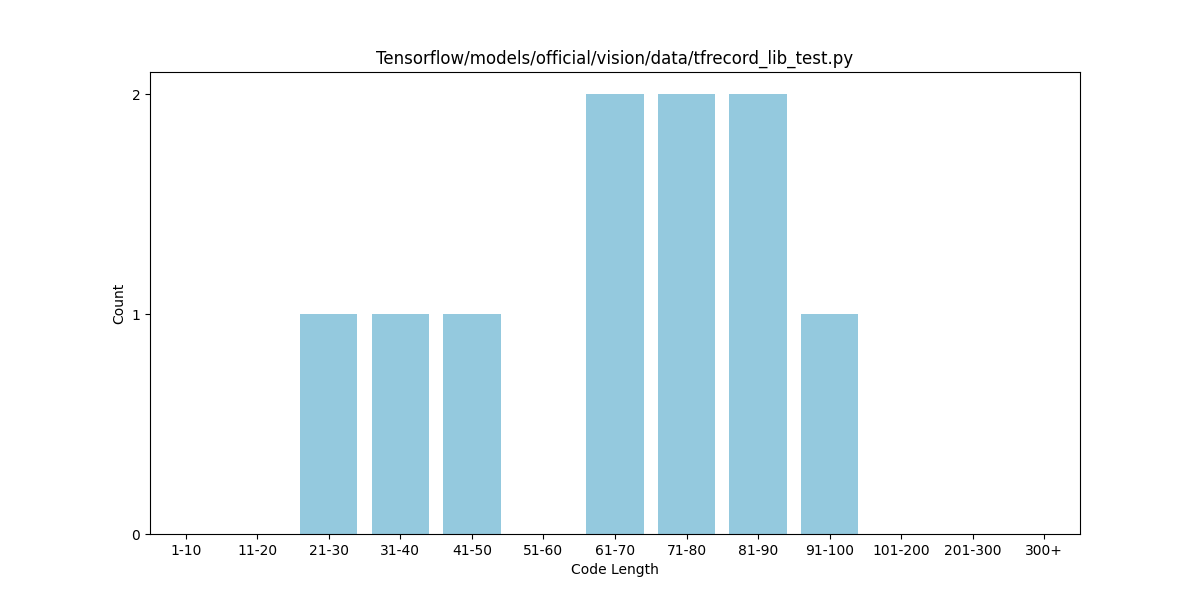 Tensorflow/models/official/vision/data/tfrecord_lib_test.py
2
1
0
Count
1-10 11-20 21-30 31-40 41-50 51-60 61-70 71-80 81-90 91-100 101-200 201-300 300+
Code Length